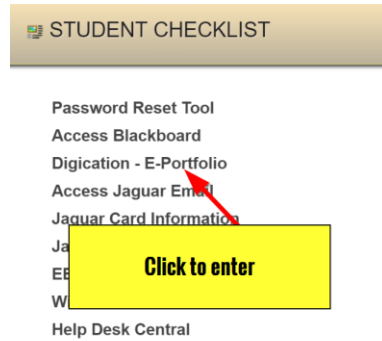 STUDENT CHECKLIST
Password Reset Tool
Access Blackboard
Digication - E-Portfolio
Access Jaguar Email
Jaguar Card Information
Click to enter
Help Desk Central